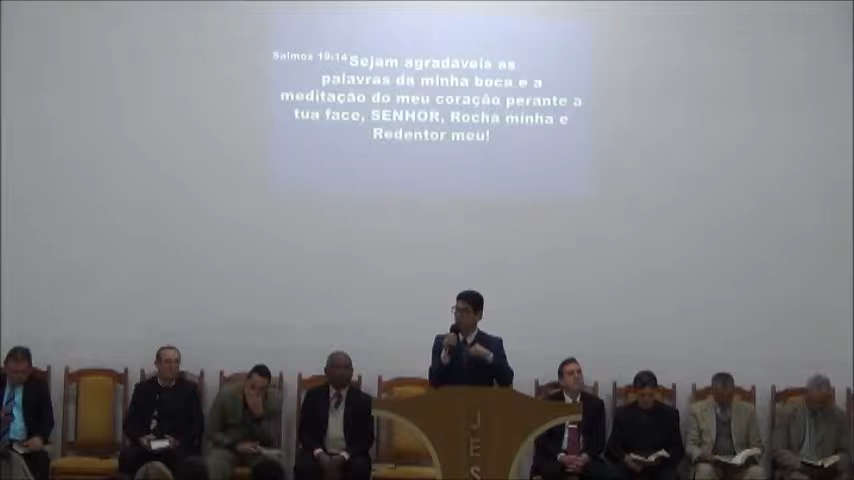 Salmos 19:14 Sejam agradáveis as
palavras da minha boca e a
meditação do meu coração perante a
tua face, SENHOR, Rocha minha e
Redentor meu!
J
E
S